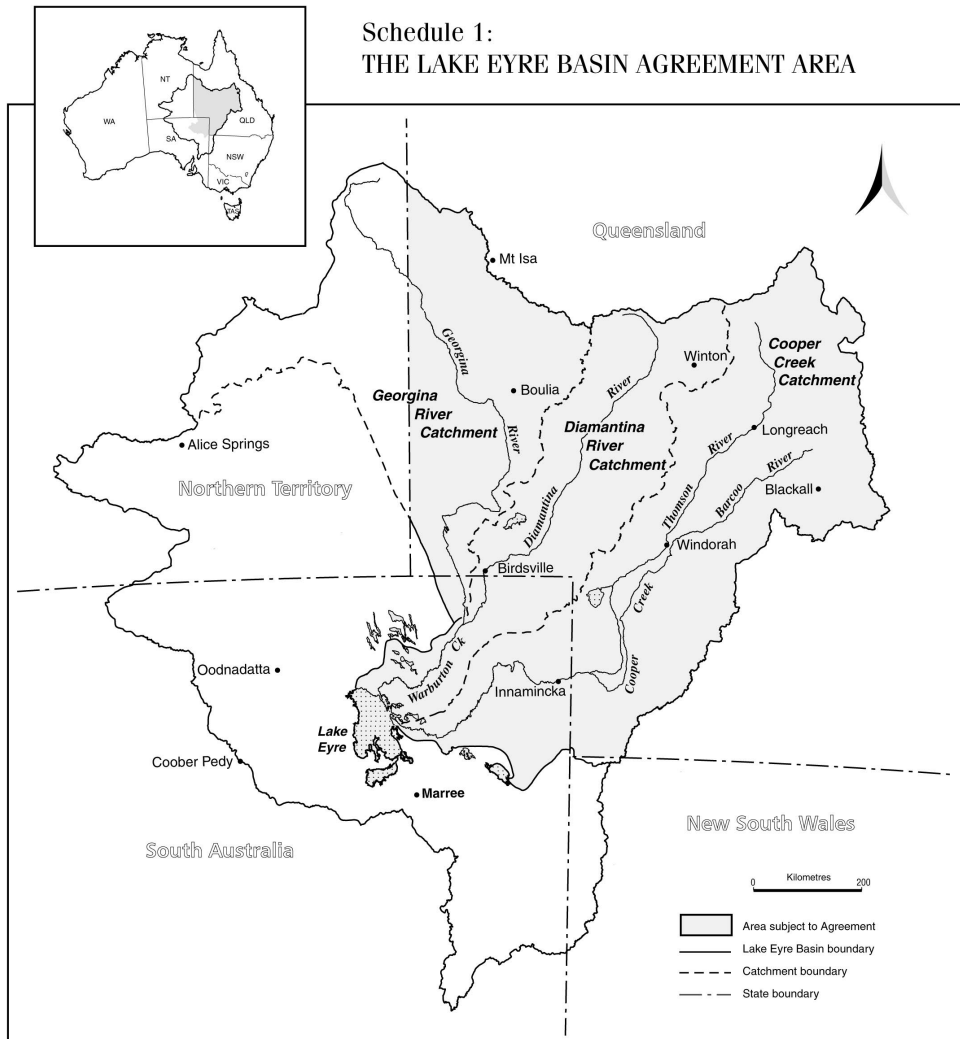 Schedule 1:
THE LAKE EYRE BASIN AGREEMENT AREA
NT
WA
QLD
SA
NSW
VIC
TAS
Queensland
Mt Isa
Georgina
River
Winton
Cooper
Creek
Catchment
Boulia
River
Georgina
River
Catchment
Diamantina
River
Catchment
Longreach
Alice Springs
River
River
Blackall
Northern Territory
Diamantina
Thomson
Barcoo
Windorah
Birdsville
Creek
Warburton Ck
Cooper
Oodnadatta
Innamincka
Lake
Eyre
Coober Pedy
Marree
New South Wales
South Australia
Kilometres
0 200
Area subject to Agreement
Lake Eyre Basin boundary
Catchment boundary
State boundary